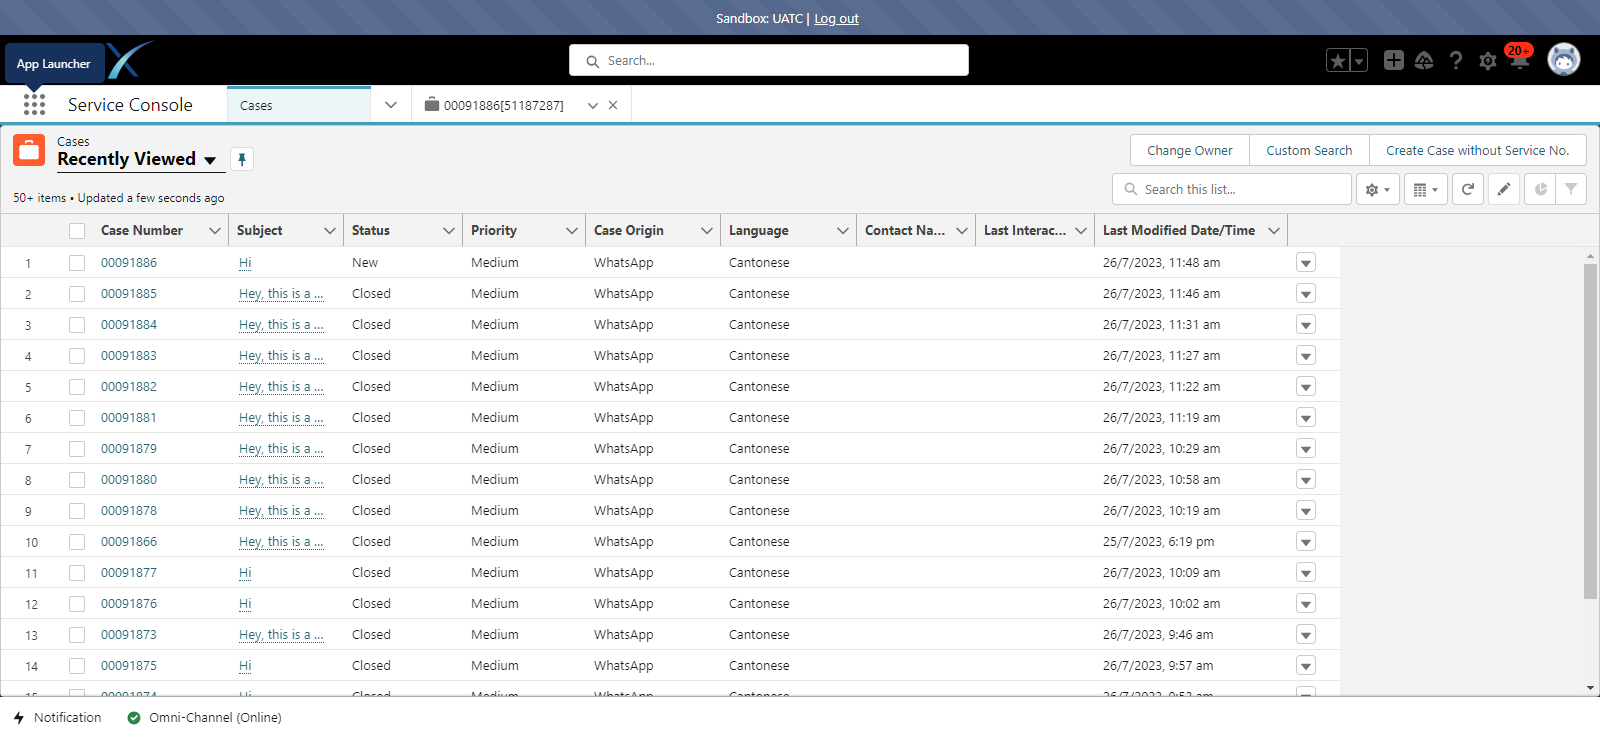 Sandbox: UATC | Log out
App Launcher
Search...
20+
Service Console
Cases
00091886[51187287]
Cases
Recently Viewed
Change Owner
Custom Search
Create Case without Service No.
50+ items • Updated a few seconds ago
Search this list...
Case Number Subject Status Priority Case Origin Language Contact Na... Last Interac... Last Modified Date/Time
1 00091886 Hi New Medium WhatsApp Cantonese 26/7/2023, 11:48 am
2 00091885 Hey, this is a ... Closed Medium WhatsApp Cantonese 26/7/2023, 11:46 am
3 00091884 Hey, this is a ... Closed Medium WhatsApp Cantonese 26/7/2023, 11:31 am
4 00091883 Hey, this is a ... Closed Medium WhatsApp Cantonese 26/7/2023, 11:27 am
5 00091882 Hey, this is a ... Closed Medium WhatsApp Cantonese 26/7/2023, 11:22 am
6 00091881 Hey, this is a ... Closed Medium WhatsApp Cantonese 26/7/2023, 11:19 am
7 00091879 Hey, this is a ... Closed Medium WhatsApp Cantonese 26/7/2023, 10:29 am
8 00091880 Hey, this is a ... Closed Medium WhatsApp Cantonese 26/7/2023, 10:58 am
9 00091878 Hey, this is a ... Closed Medium WhatsApp Cantonese 26/7/2023, 10:19 am
10 00091866 Hey, this is a ... Closed Medium WhatsApp Cantonese 25/7/2023, 6:19 pm
11 00091877 Hi Closed Medium WhatsApp Cantonese 26/7/2023, 10:09 am
12 00091876 Hi Closed Medium WhatsApp Cantonese 26/7/2023, 10:02 am
13 00091873 Hey, this is a ... Closed Medium WhatsApp Cantonese 26/7/2023, 9:46 am
14 00091875 Hi Closed Medium WhatsApp Cantonese 26/7/2023, 9:57 am
15 00091874 Hi Closed Medium WhatsApp Cantonese
Notification
Omni-Channel (Online)